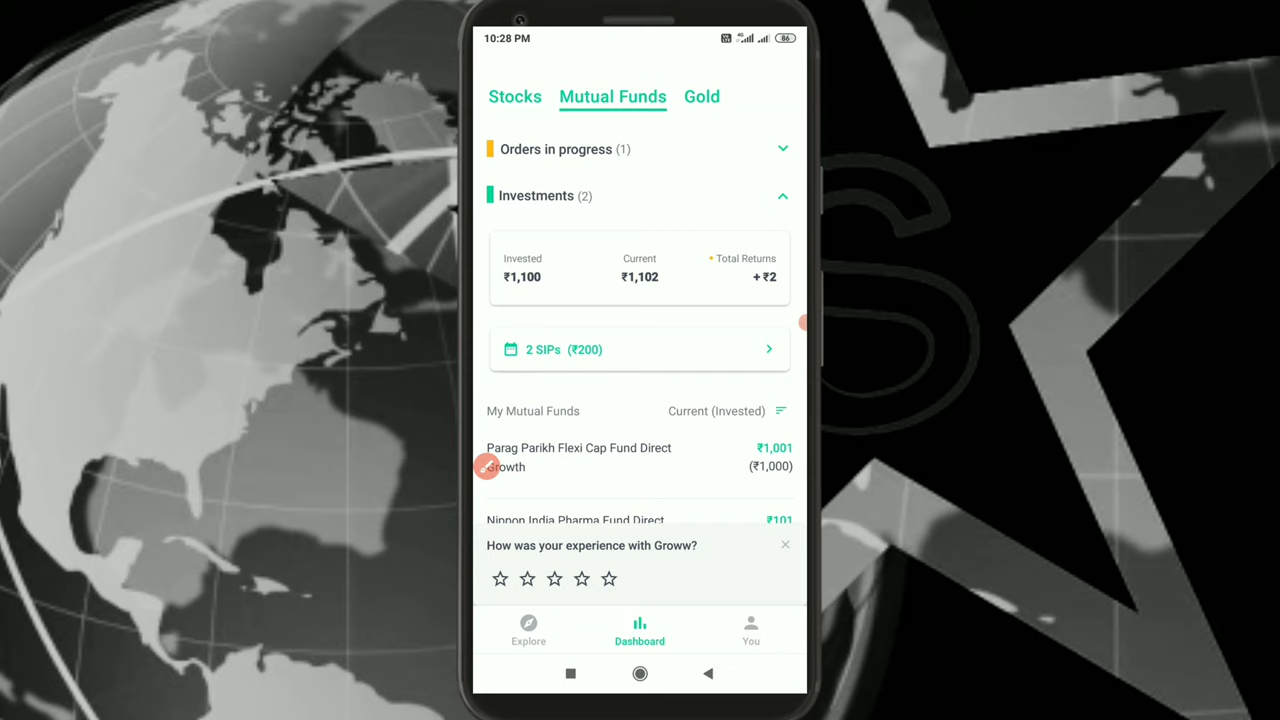 10:28 PM
86
Stocks
Mutual Funds
Gold
Orders in progress (1)
Investments (2)
Invested
Current
Total Returns
₹1,100
₹1,102
+ ₹2
2 SIPs (₹200)
My Mutual Funds
Current (Invested)
Parag Parikh Flexi Cap Fund Direct
₹1,001
Growth
(₹1,000)
Nippon India Pharma Fund Direct
₹101
How was your experience with Groww?
Explore
Dashboard
You